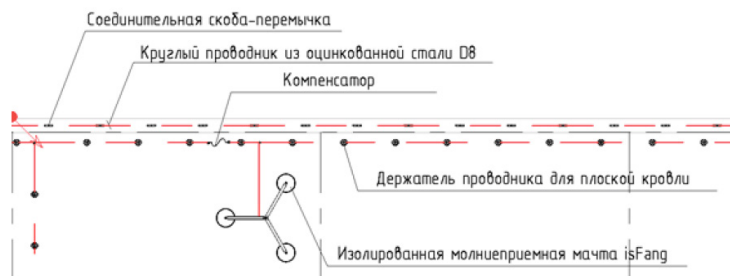 Соединительная скоба-перемычка
Круглый проводник из оцинкованной стали D8
Компенсатор
Держатель проводника для плоской кровли
Изолированная молниеприемная мачта isFang